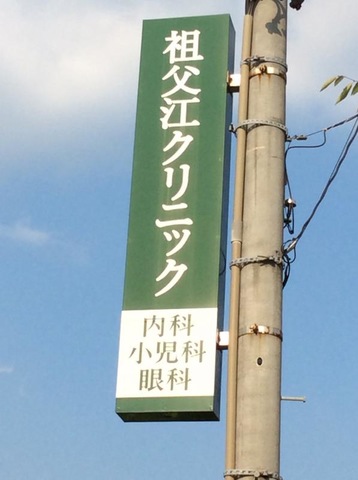 祖父江クリニック
内科
小児科
眼科